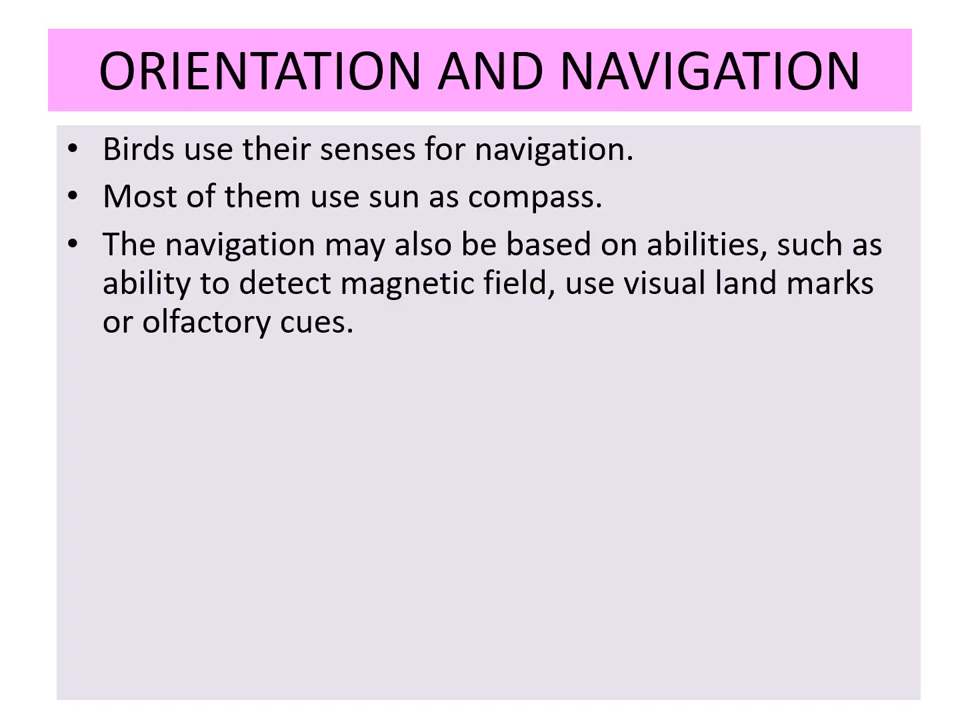 ORIENTATION AND NAVIGATION
• Birds use their senses for navigation.
• Most of them use sun as compass.
• The navigation may also be based on abilities, such as
ability to detect magnetic field, use visual land marks
or olfactory cues.